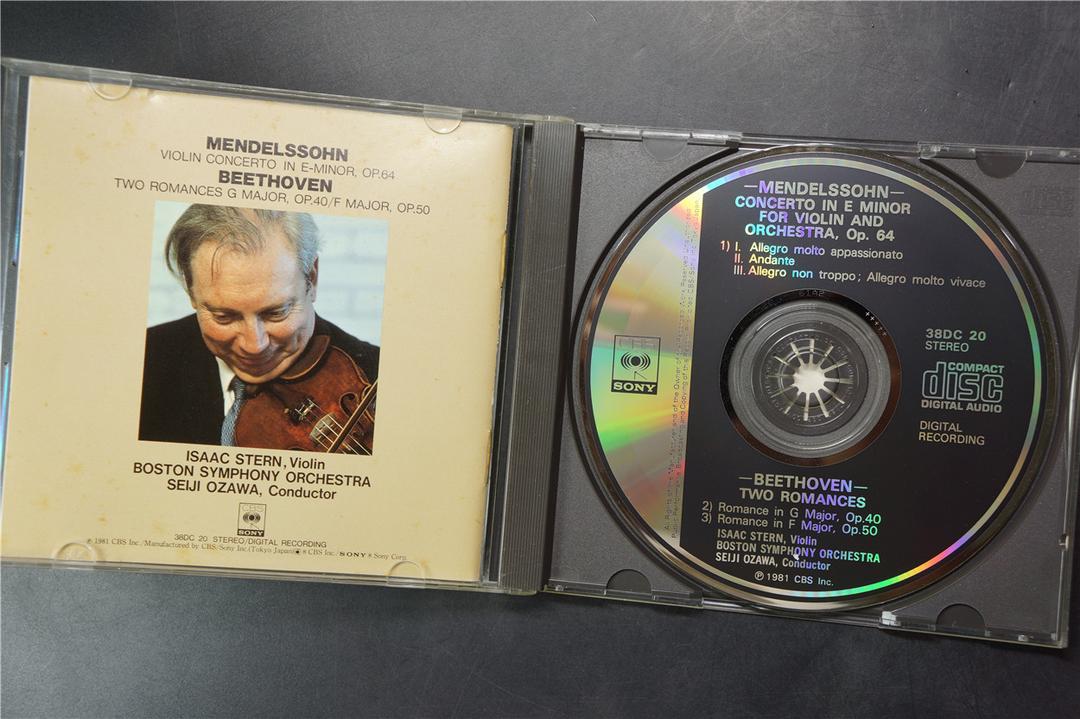 MENDELSSOHN
VIOLIN CONCERTO IN E-MINOR, OP.64
BEETHOVEN
TWO ROMANCES G MAJOR, OP.40/F MAJOR, OP.50
ISAAC STERN, Violin
BOSTON SYMPHONY ORCHESTRA
SEIJI OZAWA, Conductor
CBS
SONY
38DC 20 STEREO/DIGITAL RECORDING
℗ 1981 CBS Inc./Manufactured by CBS/Sony Inc.(Tokyo Japan)
® CBS Inc./SONY ® Sony Corp.
—MENDELSSOHN—
CONCERTO IN E MINOR
FOR VIOLIN AND
ORCHESTRA, Op. 64
1) I. Allegro molto appassionato
II. Andante
III. Allegro non troppo; Allegro molto vivace
CBS
SONY
38DC 20
STEREO
COMPACT
disc
DIGITAL AUDIO
DIGITAL
RECORDING
—BEETHOVEN—
TWO ROMANCES
2) Romance in G Major, Op.40
3) Romance in F Major, Op.50
ISAAC STERN, Violin
BOSTON SYMPHONY ORCHESTRA
SEIJI OZAWA, Conductor
℗ 1981 CBS Inc.